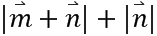 |m⃗ + n⃗| + |n⃗|